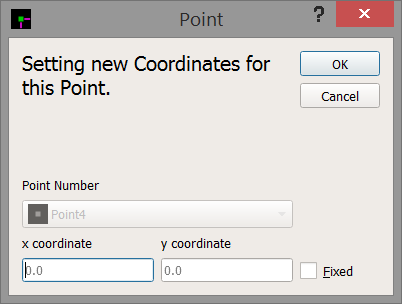 Point
?
Setting new Coordinates for
this Point.
OK
Cancel
Point Number
Point4
x coordinate
y coordinate
0.0
0.0
Fixed